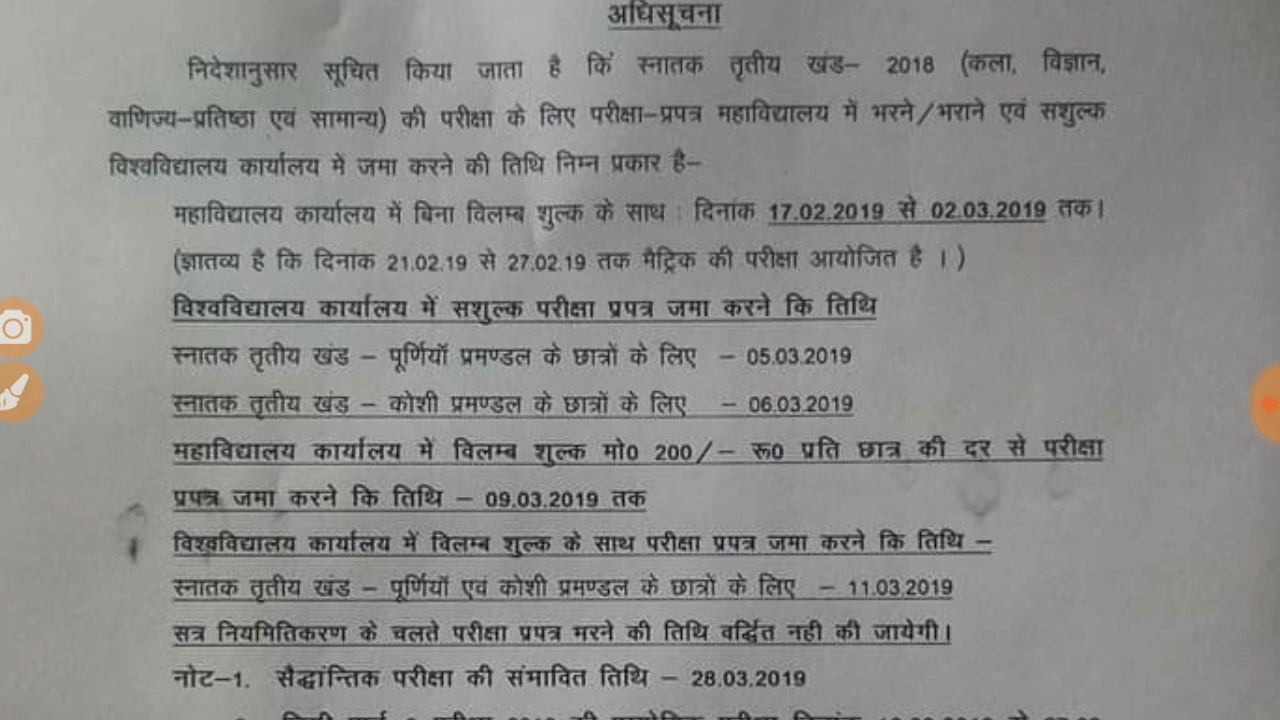 अधिसूचना
निदेशानुसार सूचित किया जाता है कि स्नातक तृतीय खंड– 2018 (कला, विज्ञान,
वाणिज्य–प्रतिष्ठा एवं सामान्य) की परीक्षा के लिए परीक्षा–प्रपत्र महाविद्यालय में भरने/भराने एवं सशुल्क
विश्वविद्यालय कार्यालय में जमा करने की तिथि निम्न प्रकार है–
महाविद्यालय कार्यालय में बिना विलम्ब शुल्क के साथ : दिनांक 17.02.2019 से 02.03.2019 तक।
(ज्ञातव्य है कि दिनांक 21.02.19 से 27.02.19 तक मैट्रिक की परीक्षा आयोजित है । )
विश्वविद्यालय कार्यालय में सशुल्क परीक्षा प्रपत्र जमा करने कि तिथि
स्नातक तृतीय खंड – पूर्णियॉ प्रमण्डल के छात्रों के लिए – 05.03.2019
स्नातक तृतीय खंड – कोशी प्रमण्डल के छात्रों के लिए – 06.03.2019
महाविद्यालय कार्यालय में विलम्ब शुल्क मो0 200/– रू0 प्रति छात्र की दर से परीक्षा
प्रपत्र जमा करने कि तिथि – 09.03.2019 तक
विश्वविद्यालय कार्यालय में विलम्ब शुल्क के साथ परीक्षा प्रपत्र जमा करने कि तिथि –
स्नातक तृतीय खंड – पूर्णियॉ एवं कोशी प्रमण्डल के छात्रों के लिए – 11.03.2019
सत्र नियमितिकरण के चलते परीक्षा प्रपत्र भरने की तिथि वर्द्धित नही की जायेगी।
नोट–1. सैद्धान्तिक परीक्षा की संभावित तिथि – 28.03.2019